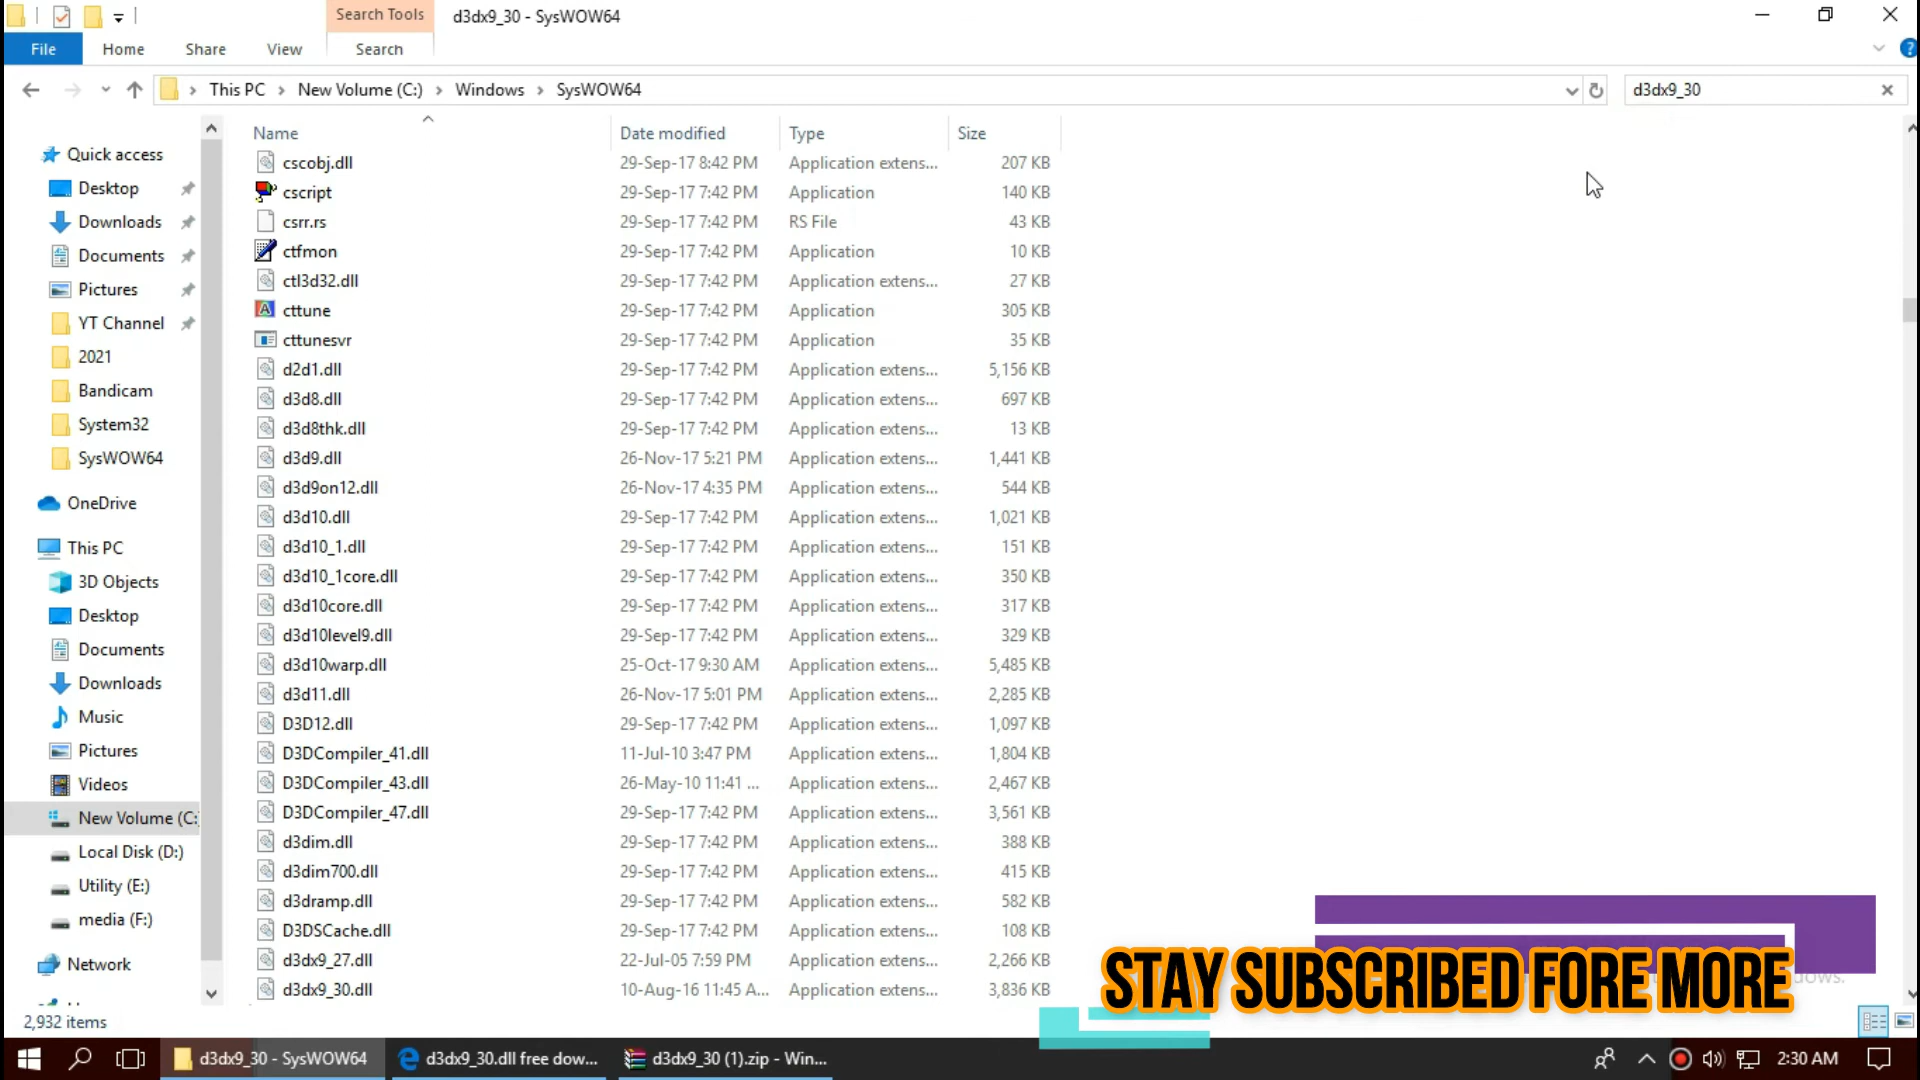 Search Tools
d3dx9_30 - SysWOW64
File
Home
Share
View
Search
This PC
New Volume (C:)
Windows
SysWOW64
d3dx9_30
Name
Date modified
Type
Size
cscobj.dll 29-Sep-17 8:42 PM Application extens... 207 KB
cscript 29-Sep-17 7:42 PM Application 140 KB
csrr.rs 29-Sep-17 7:42 PM RS File 43 KB
ctfmon 29-Sep-17 7:42 PM Application 10 KB
ctl3d32.dll 29-Sep-17 7:42 PM Application extens... 27 KB
cttune 29-Sep-17 7:42 PM Application 305 KB
cttunesvr 29-Sep-17 7:42 PM Application 35 KB
d2d1.dll 29-Sep-17 7:42 PM Application extens... 5,156 KB
d3d8.dll 29-Sep-17 7:42 PM Application extens... 697 KB
d3d8thk.dll 29-Sep-17 7:42 PM Application extens... 13 KB
d3d9.dll 26-Nov-17 5:21 PM Application extens... 1,441 KB
d3d9on12.dll 26-Nov-17 4:35 PM Application extens... 544 KB
d3d10.dll 29-Sep-17 7:42 PM Application extens... 1,021 KB
d3d10_1.dll 29-Sep-17 7:42 PM Application extens... 151 KB
d3d10_1core.dll 29-Sep-17 7:42 PM Application extens... 350 KB
d3d10core.dll 29-Sep-17 7:42 PM Application extens... 317 KB
d3d10level9.dll 29-Sep-17 7:42 PM Application extens... 329 KB
d3d10warp.dll 25-Oct-17 9:30 AM Application extens... 5,485 KB
d3d11.dll 26-Nov-17 5:01 PM Application extens... 2,285 KB
D3D12.dll 29-Sep-17 7:42 PM Application extens... 1,097 KB
D3DCompiler_41.dll 11-Jul-10 3:47 PM Application extens... 1,804 KB
D3DCompiler_43.dll 26-May-10 11:41 ... Application extens... 2,467 KB
D3DCompiler_47.dll 29-Sep-17 7:42 PM Application extens... 3,561 KB
d3dim.dll 29-Sep-17 7:42 PM Application extens... 388 KB
d3dim700.dll 29-Sep-17 7:42 PM Application extens... 415 KB
d3dramp.dll 29-Sep-17 7:42 PM Application extens... 582 KB
D3DSCache.dll 29-Sep-17 7:42 PM Application extens... 108 KB
d3dx9_27.dll 22-Jul-05 7:59 PM Application extens... 2,266 KB
d3dx9_30.dll 10-Aug-16 11:45 A... Application extens... 3,836 KB
Quick access
Desktop
Downloads
Documents
Pictures
YT Channel
2021
Bandicam
System32
SysWOW64
OneDrive
This PC
3D Objects
Desktop
Documents
Downloads
Music
Pictures
Videos
New Volume (C:
Local Disk (D:)
Utility (E:)
media (F:)
Network
2,932 items
STAY SUBSCRIBED FORE MORE
d3dx9_30 - SysWOW64
d3dx9_30.dll free dow...
d3dx9_30 (1).zip - Win...
2:30 AM